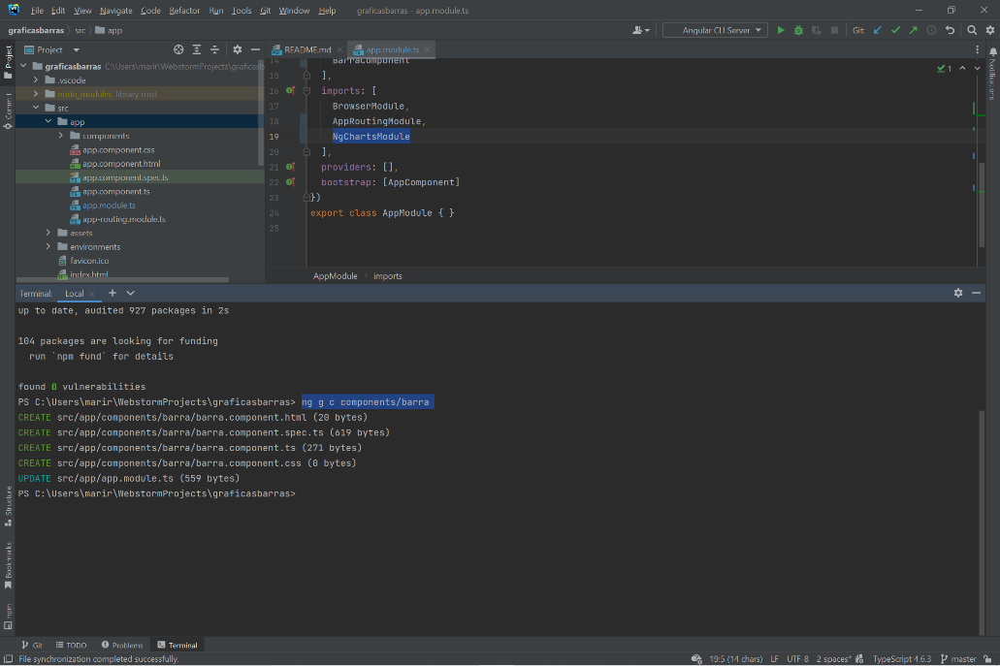 File Edit View Navigate Code Refactor Run Tools Git Window Help graficasbarras - app.module.ts
graficasbarras src app
Angular CLI Server
Git:
Project
README.md
app.module.ts
graficasbarras C:\Users\marir\WebstormProjects\graficasbarras
.vscode
node_modules library root
src
app
components
app.component.css
app.component.html
app.component.spec.ts
app.component.ts
app.module.ts
app-routing.module.ts
assets
environments
favicon.ico
index.html
14 BarraComponent
15 ],
16 imports: [
17 BrowserModule,
18 AppRoutingModule,
19 NgChartsModule
20 ],
21 providers: [],
22 bootstrap: [AppComponent]
23 })
24 export class AppModule { }
25
1
AppModule imports
Project
Commit
Structure
Bookmarks
npm
Notifications
Terminal: Local
up to date, audited 927 packages in 2s
104 packages are looking for funding
run `npm fund` for details
found 0 vulnerabilities
PS C:\Users\marir\WebstormProjects\graficasbarras> ng g c components/barra
CREATE src/app/components/barra/barra.component.html (20 bytes)
CREATE src/app/components/barra/barra.component.spec.ts (619 bytes)
CREATE src/app/components/barra/barra.component.ts (271 bytes)
CREATE src/app/components/barra/barra.component.css (0 bytes)
UPDATE src/app/app.module.ts (559 bytes)
PS C:\Users\marir\WebstormProjects\graficasbarras>
Git TODO Problems Terminal
File synchronization completed successfully. 19:5 (14 chars) LF UTF 8 2 spaces* TypeScript 4.6.3 master